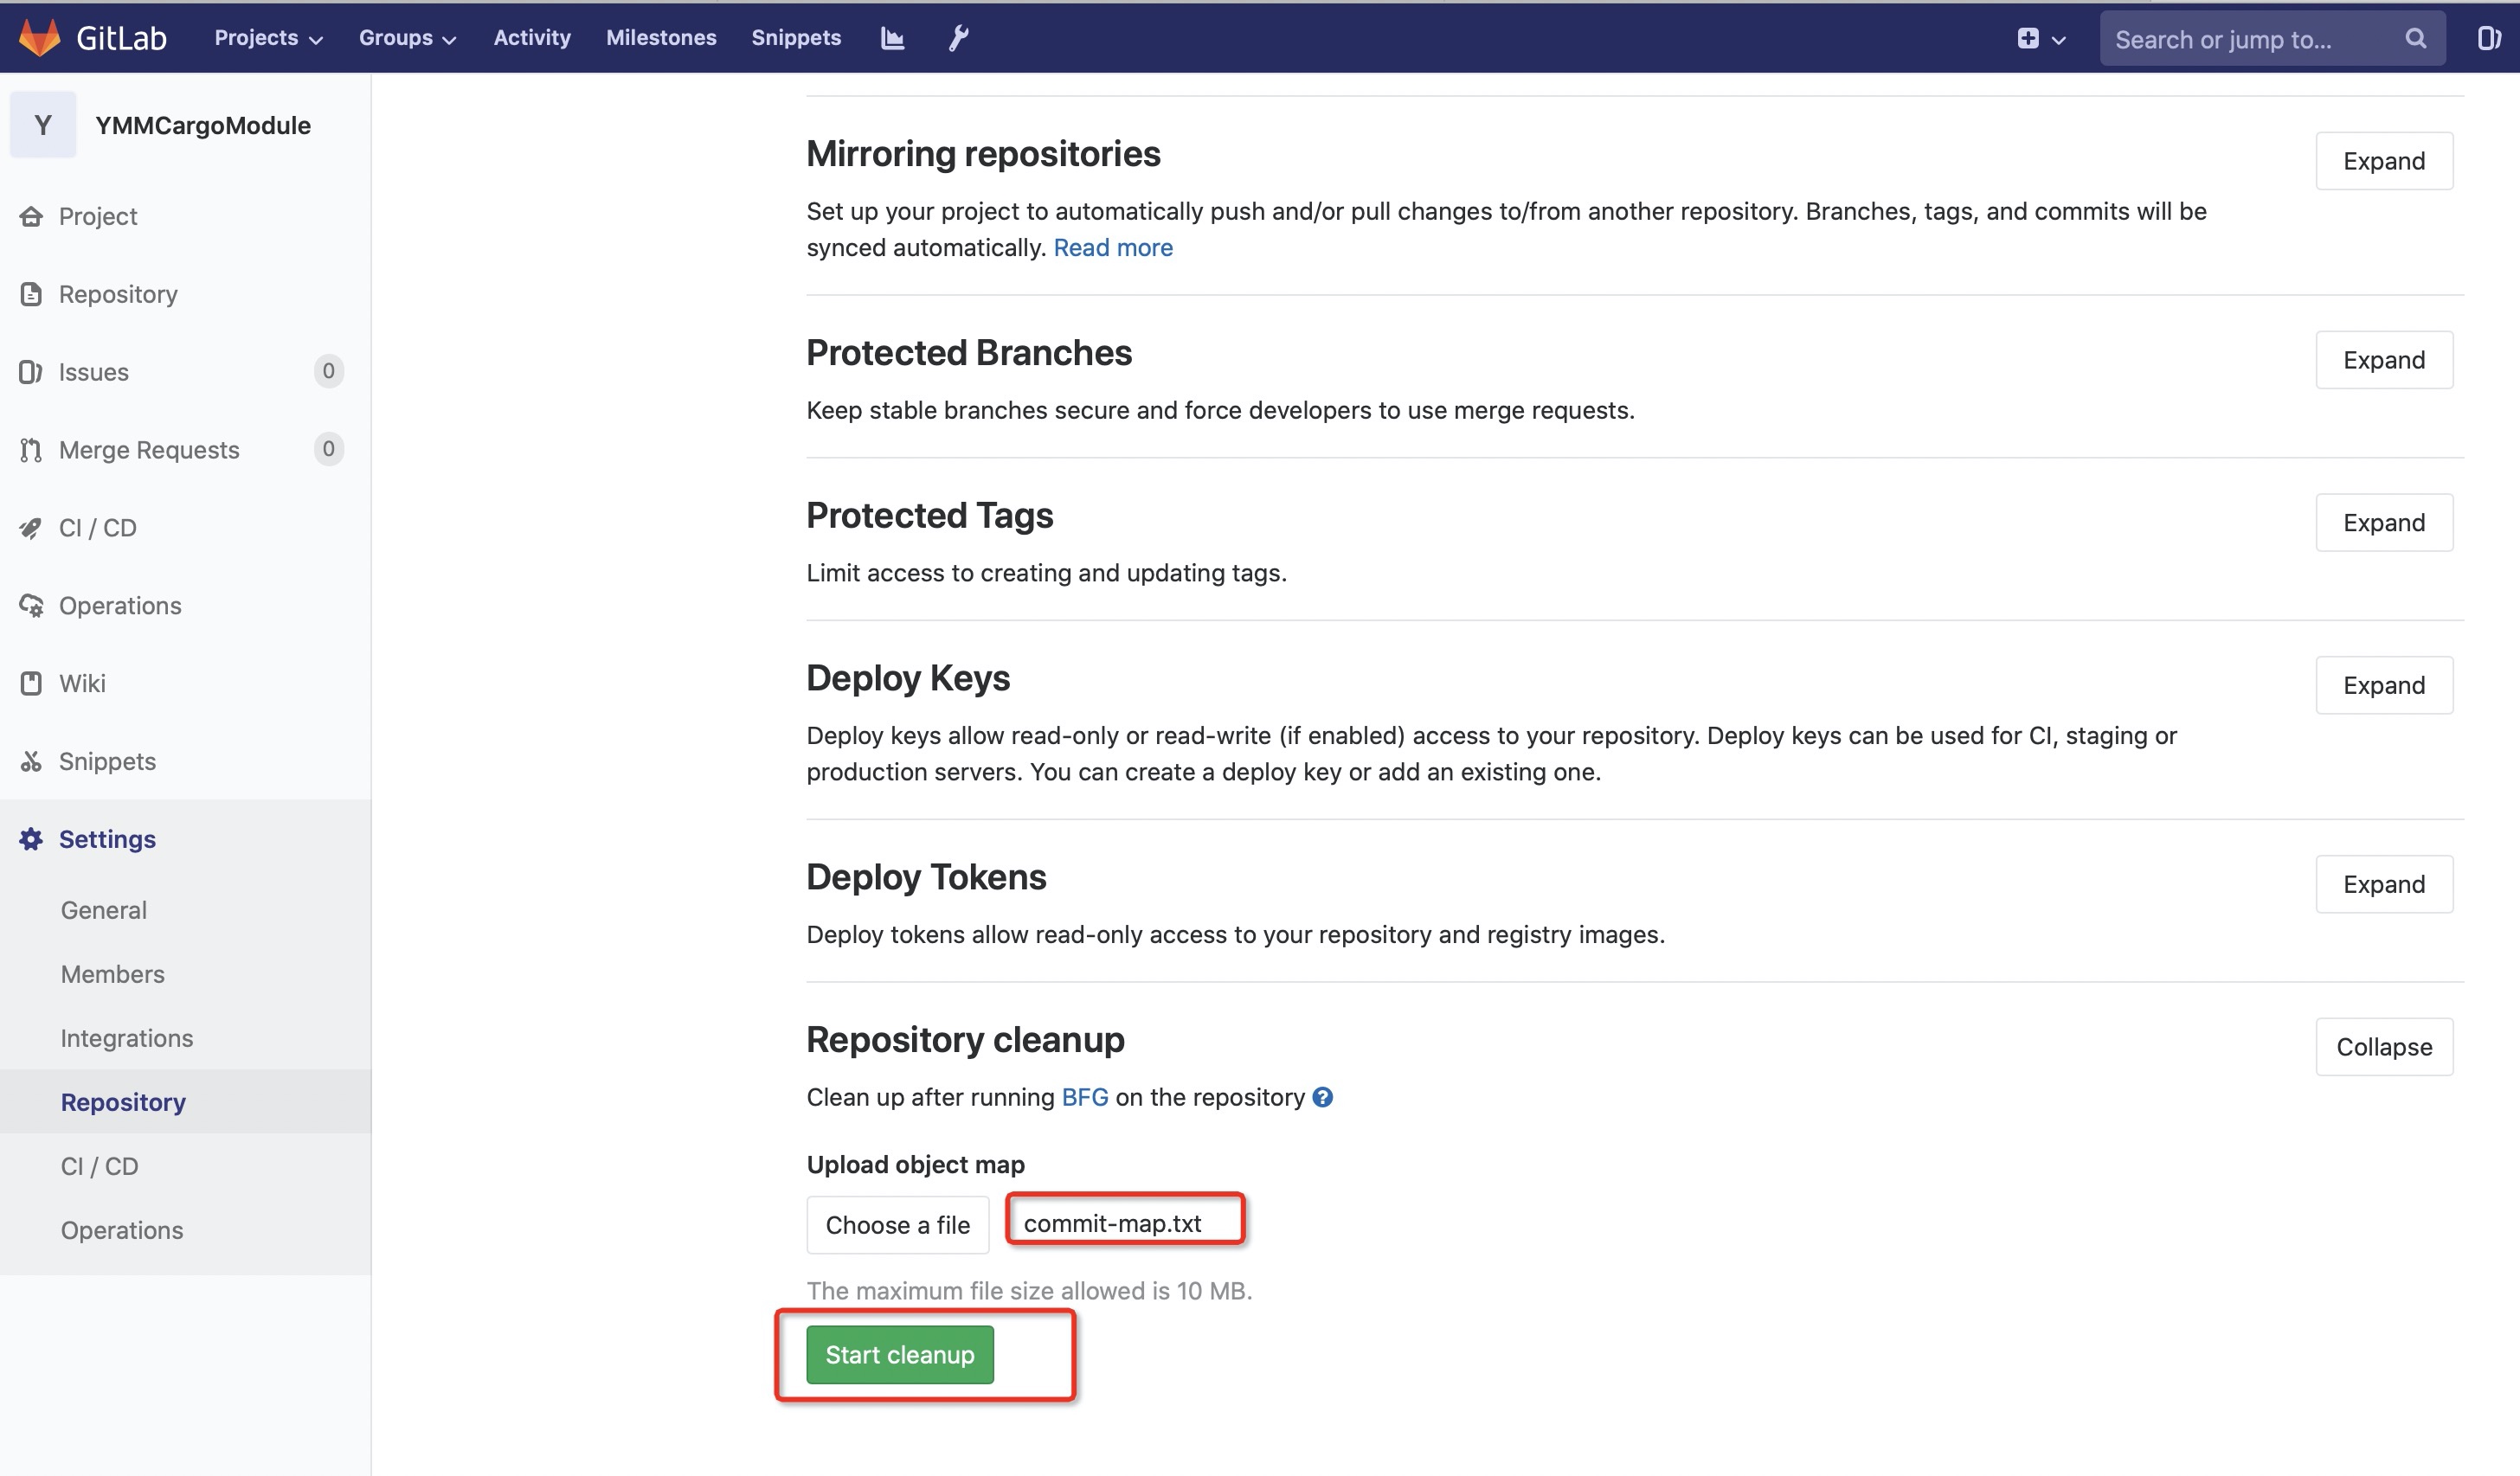 GitLab Projects Groups Activity Milestones Snippets Search or jump to...
Y YMMCargoModule
Project
Repository
Issues 0
Merge Requests 0
CI / CD
Operations
Wiki
Snippets
Settings
General
Members
Integrations
Repository
CI / CD
Operations
Mirroring repositories
Expand
Set up your project to automatically push and/or pull changes to/from another repository. Branches, tags, and commits will be
synced automatically. Read more
Protected Branches
Expand
Keep stable branches secure and force developers to use merge requests.
Protected Tags
Expand
Limit access to creating and updating tags.
Deploy Keys
Expand
Deploy keys allow read-only or read-write (if enabled) access to your repository. Deploy keys can be used for CI, staging or
production servers. You can create a deploy key or add an existing one.
Deploy Tokens
Expand
Deploy tokens allow read-only access to your repository and registry images.
Repository cleanup
Collapse
Clean up after running BFG on the repository ?
Upload object map
Choose a file commit-map.txt
The maximum file size allowed is 10 MB.
Start cleanup